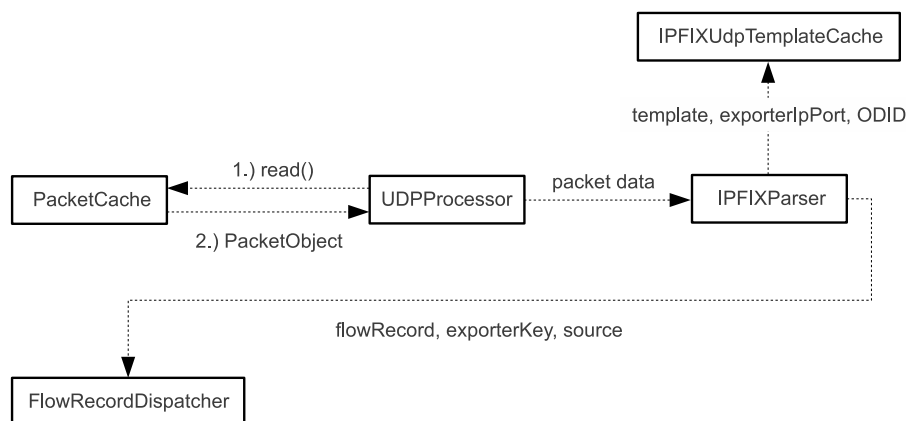 IPFIXUdpTemplateCache
template, exporterIpPort, ODID
1.) read()
packet data
PacketCache
UDPProcessor
IPFIXParser
2.) PacketObject
flowRecord, exporterKey, source
FlowRecordDispatcher